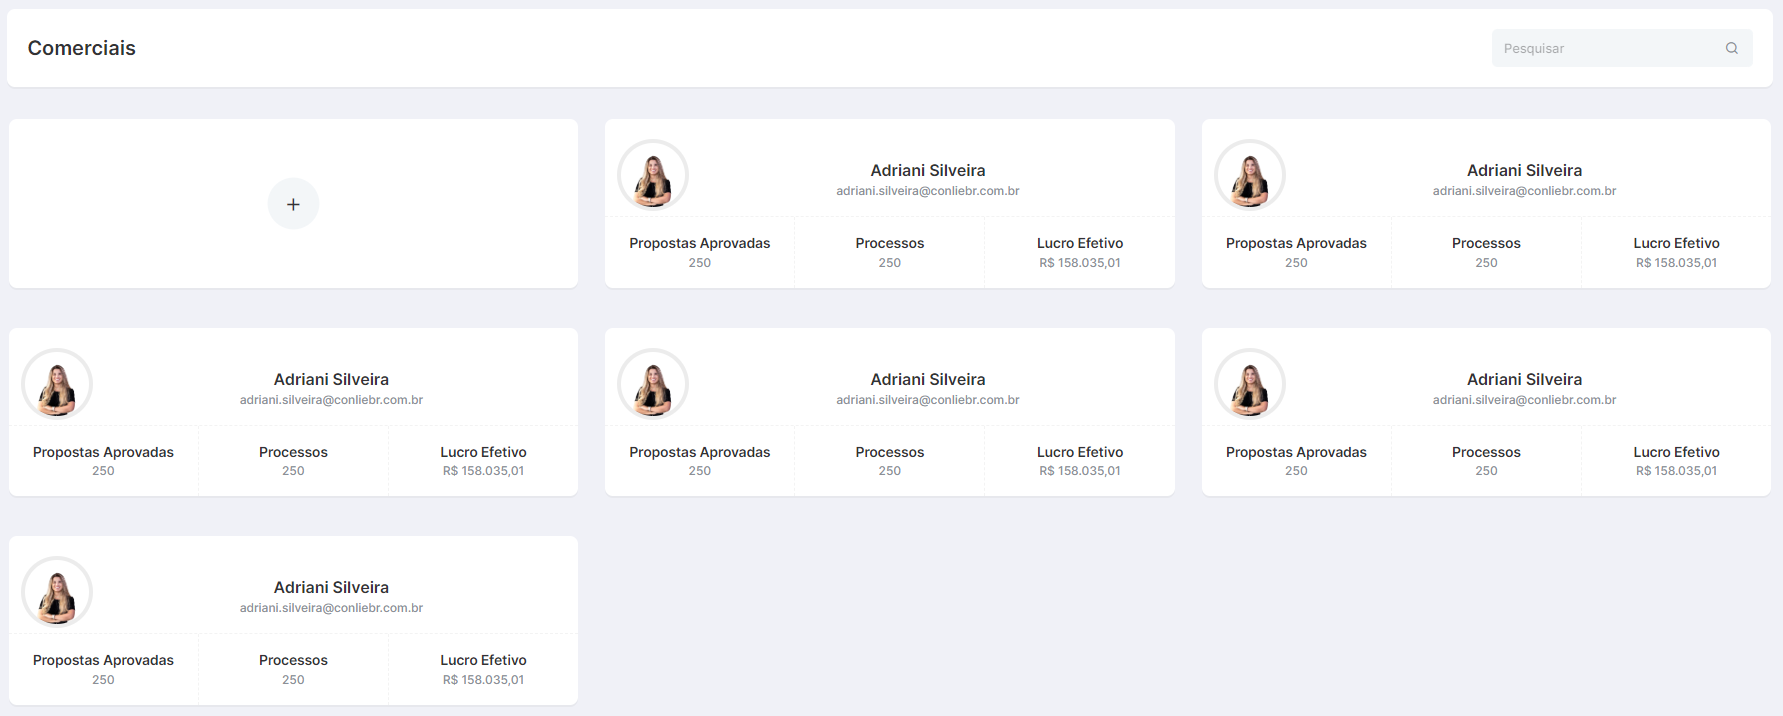 Comerciais
Pesquisar
+
Adriani Silveira
adriani.silveira@conliebr.com.br
Propostas Aprovadas
250
Processos
250
Lucro Efetivo
R$ 158.035,01
Adriani Silveira
adriani.silveira@conliebr.com.br
Propostas Aprovadas
250
Processos
250
Lucro Efetivo
R$ 158.035,01
Adriani Silveira
adriani.silveira@conliebr.com.br
Propostas Aprovadas
250
Processos
250
Lucro Efetivo
R$ 158.035,01
Adriani Silveira
adriani.silveira@conliebr.com.br
Propostas Aprovadas
250
Processos
250
Lucro Efetivo
R$ 158.035,01
Adriani Silveira
adriani.silveira@conliebr.com.br
Propostas Aprovadas
250
Processos
250
Lucro Efetivo
R$ 158.035,01
Adriani Silveira
adriani.silveira@conliebr.com.br
Propostas Aprovadas
250
Processos
250
Lucro Efetivo
R$ 158.035,01